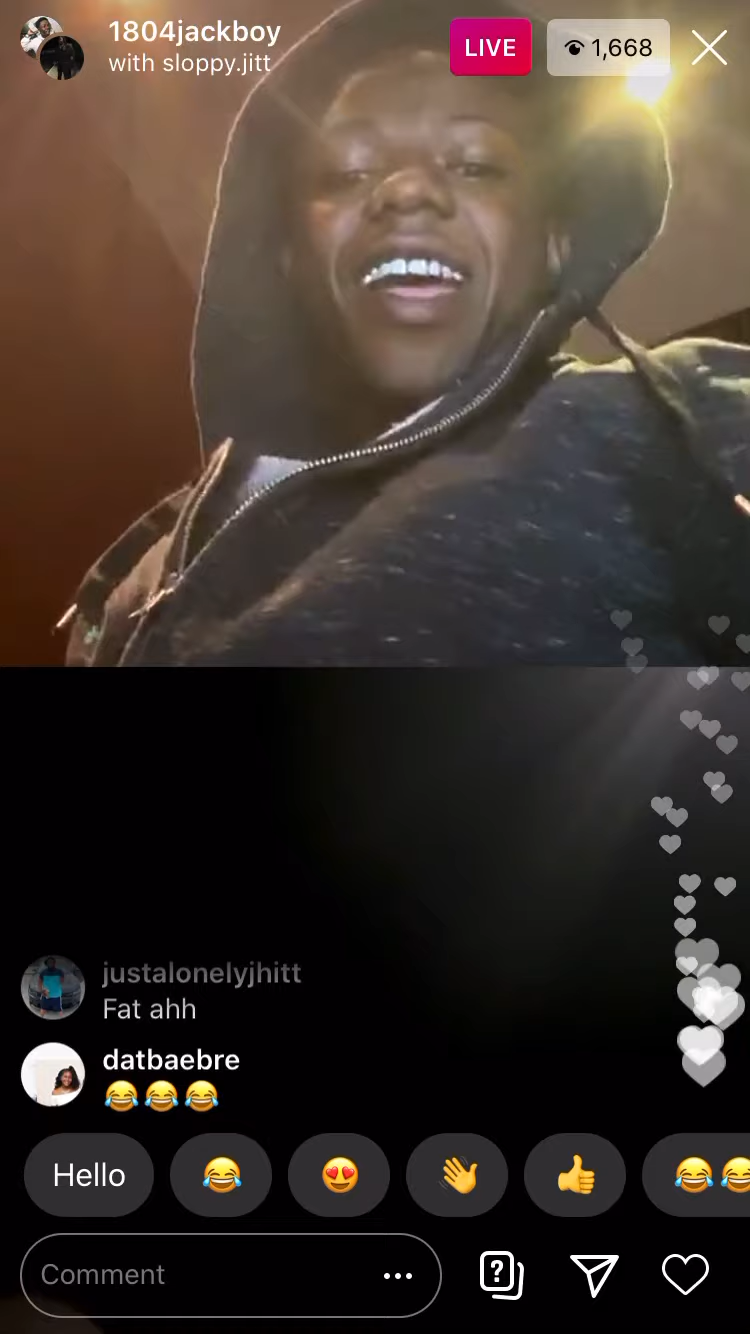 1804jackboy
with sloppy.jitt
LIVE
1,668
justalonelyjhitt
Fat ahh
datbaebre
😂😂😂
Hello
😂
😍
👋
👍
😂😂
Comment
?